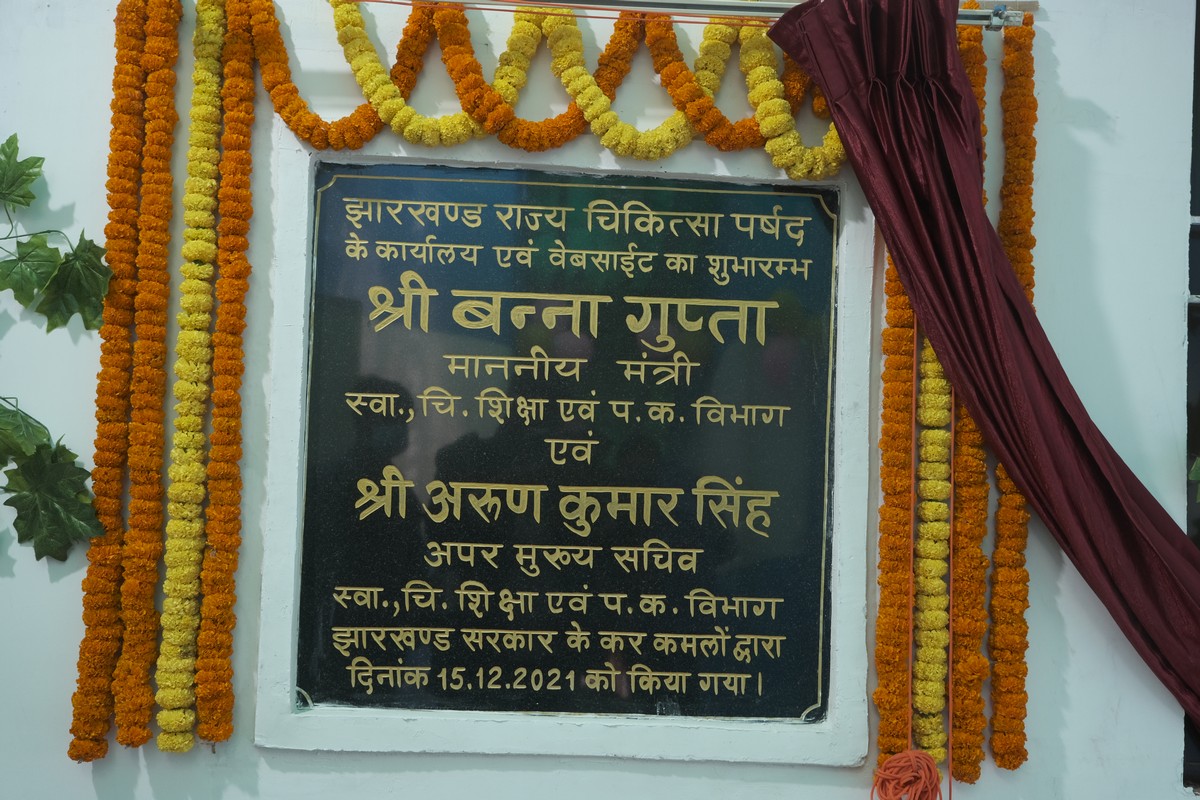 झारखण्ड राज्य चिकित्सा पर्षद
के कार्यालय एवं वेबसाईट का शुभारम्भ
श्री बन्ना गुप्ता
माननीय मंत्री
स्वा.,चि. शिक्षा एवं प.क. विभाग
एवं
श्री अरुण कुमार सिंह
अपर मुख्य सचिव
स्वा.,चि. शिक्षा एवं प.क. विभाग
झारखण्ड सरकार के कर कमलों द्वारा
दिनांक 15.12.2021 को किया गया।